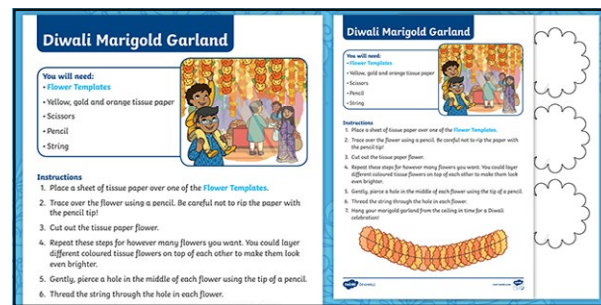 Diwali Marigold Garland
You will need:
• Flower Templates
• Yellow, gold and orange tissue paper
• Scissors
• Pencil
• String
Instructions
1. Place a sheet of tissue paper over one of the Flower Templates.
2. Trace over the flower using a pencil. Be careful not to rip the paper with
the pencil tip!
3. Cut out the tissue paper flower.
4. Repeat these steps for however many flowers you want. You could layer
different coloured tissue flowers on top of each other to make them look
even brighter.
5. Gently, pierce a hole in the middle of each flower using the tip of a pencil.
6. Thread the string through the hole in each flower.
Diwali Marigold Garland
You will need:
• Flower Templates
• Yellow, gold and orange tissue paper
• Scissors
• Pencil
• String
Instructions
1. Place a sheet of tissue paper over one of the Flower Templates.
2. Trace over the flower using a pencil. Be careful not to rip the paper with
the pencil tip!
3. Cut out the tissue paper flower.
4. Repeat these steps for however many flowers you want. You could layer
different coloured tissue flowers on top of each other to make them look
even brighter.
5. Gently, pierce a hole in the middle of each flower using the tip of a pencil.
6. Thread the string through the hole in each flower.
7. Hang your marigold garland from the ceiling in time for a Diwali
celebration!